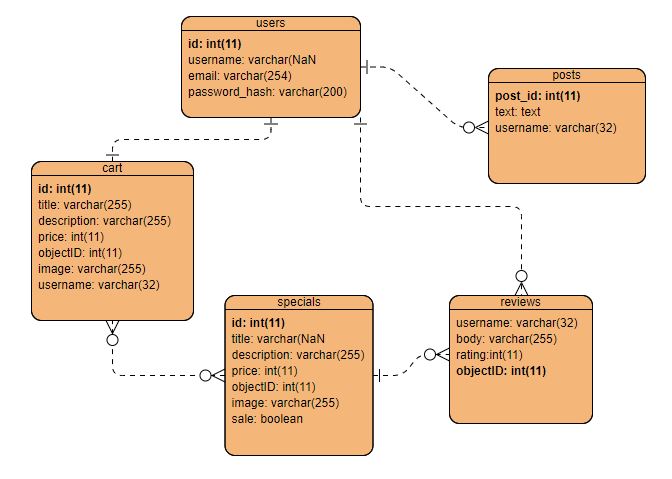 users
id: int(11)
username: varchar(NaN
email: varchar(254)
password_hash: varchar(200)
posts
post_id: int(11)
text: text
username: varchar(32)
cart
id: int(11)
title: varchar(255)
description: varchar(255)
price: int(11)
objectID: int(11)
image: varchar(255)
username: varchar(32)
specials
id: int(11)
title: varchar(NaN
description: varchar(255)
price: int(11)
objectID: int(11)
image: varchar(255)
sale: boolean
reviews
username: varchar(32)
body: varchar(255)
rating:int(11)
objectID: int(11)